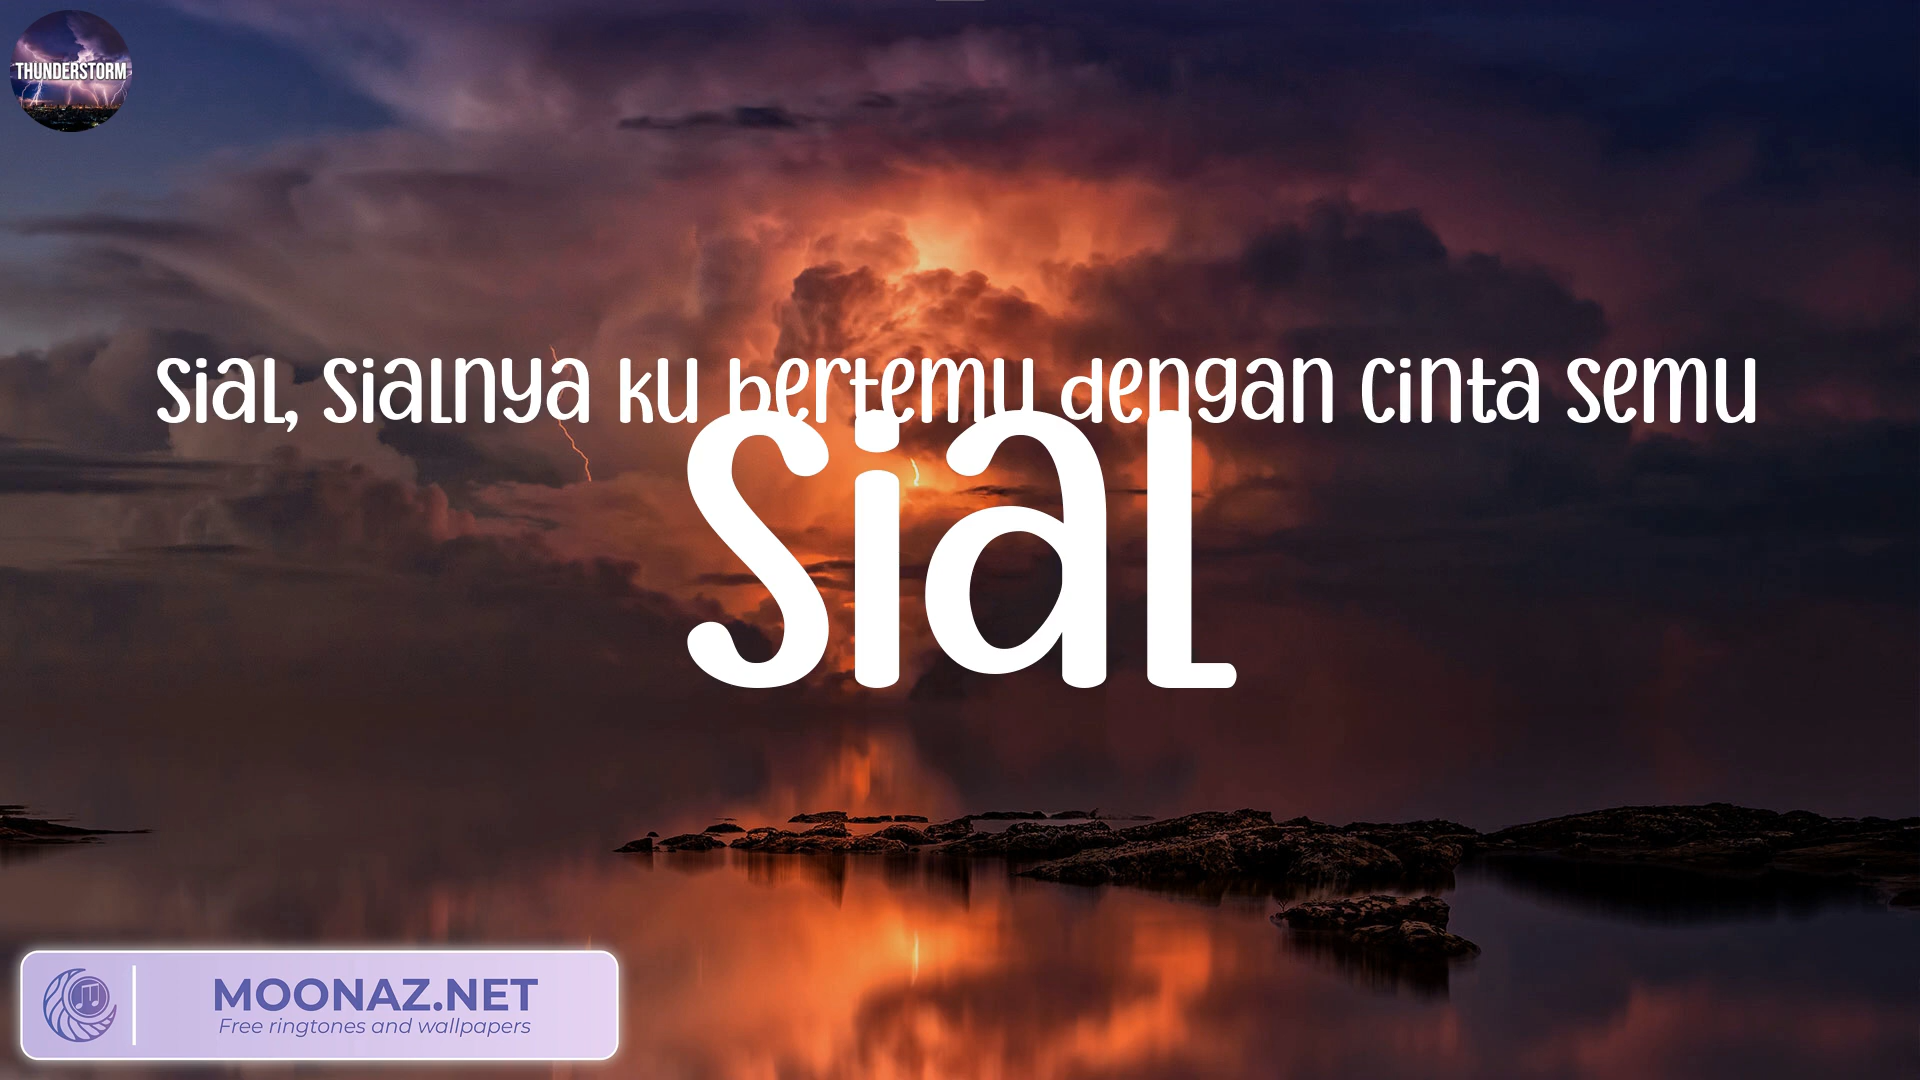 THUNDERSTORM
Sial, Sialnya ku bertemu dengan cinta semu
Sial
MOONAZ.NET
Free ringtones and wallpapers